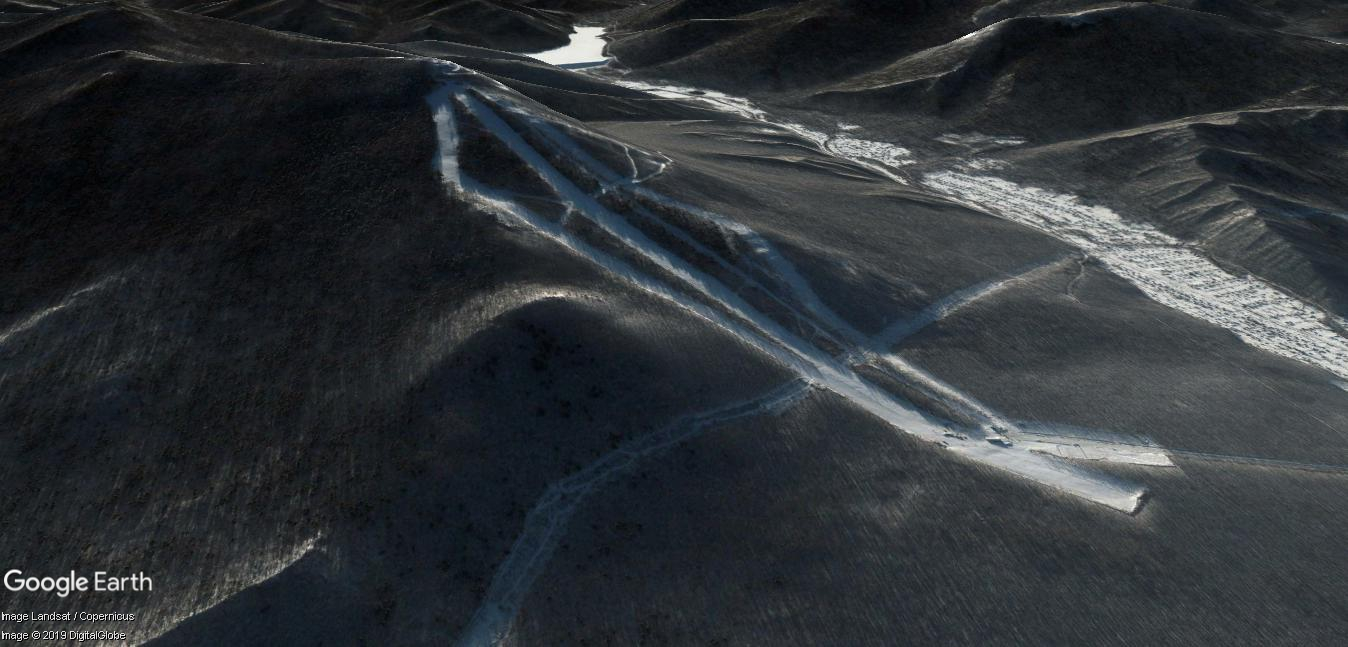 Google Earth
Image Landsat / Copernicus
Image © 2019 DigitalGlobe